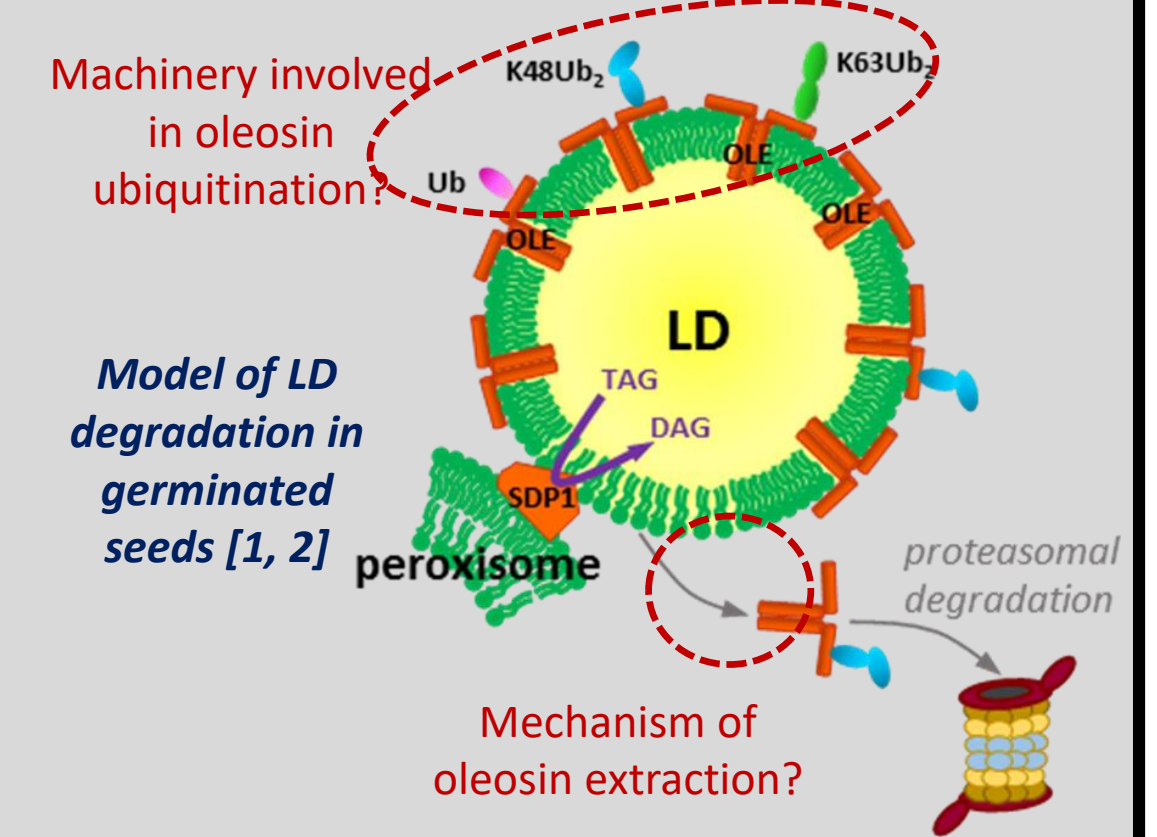 Machinery involved
in oleosin
ubiquitination?
K48Ub₂
K63Ub₂
Ub
OLE
OLE
OLE
LD
Model of LD
degradation in
germinated
seeds [1, 2]
TAG
DAG
SDP1
peroxisome
proteasomal
degradation
Mechanism of
oleosin extraction?